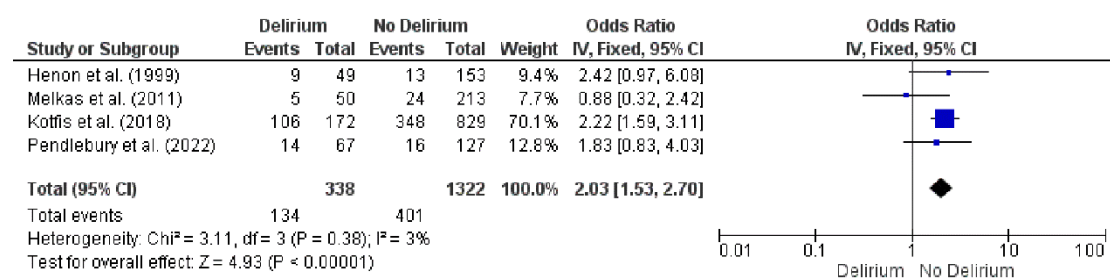 Delirium No Delirium Odds Ratio Odds Ratio
Study or Subgroup Events Total Events Total Weight IV, Fixed, 95% CI IV, Fixed, 95% CI
Henon et al. (1999) 9 49 13 153 9.4% 2.42 [0.97, 6.08]
Melkas et al. (2011) 5 50 24 213 7.7% 0.88 [0.32, 2.42]
Kotfis et al. (2018) 106 172 348 829 70.1% 2.22 [1.59, 3.11]
Pendlebury et al. (2022) 14 67 16 127 12.8% 1.83 [0.83, 4.03]
Total (95% CI) 338 1322 100.0% 2.03 [1.53, 2.70]
Total events 134 401
Heterogeneity: Chi² = 3.11, df = 3 (P = 0.38); I² = 3%
Test for overall effect: Z = 4.93 (P < 0.00001)
0.01 0.1 1 10 100
Delirium No Delirium